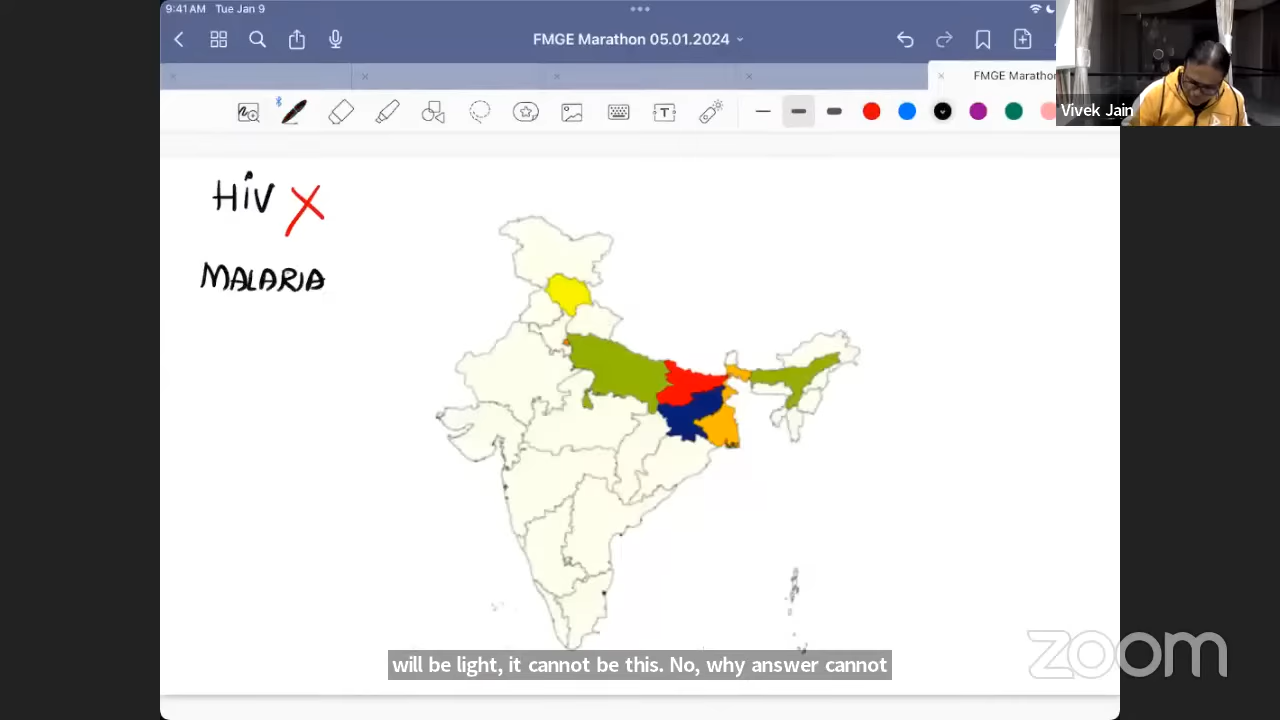 9:41 AM Tue Jan 9
FMGE Marathon 05.01.2024
FMGE Maratho
Vivek Jain
T
HiV X
MALARIA
will be light, it cannot be this. No, why answer cannot
zoom